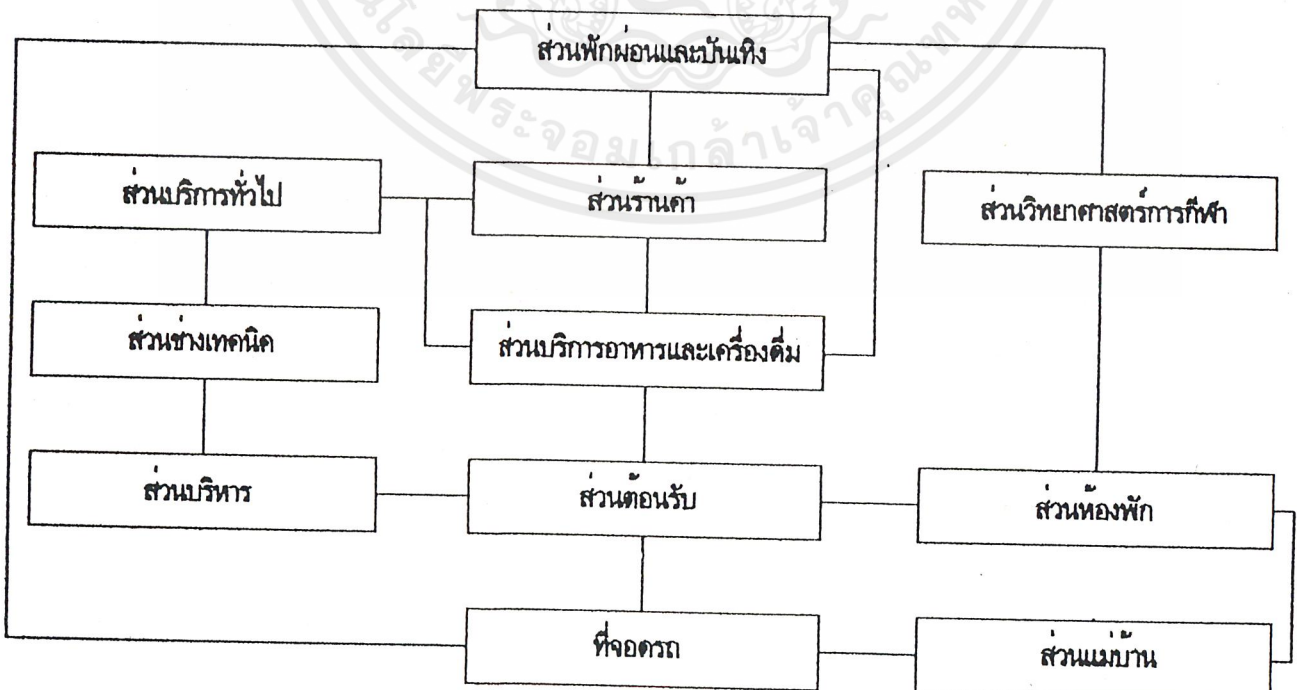 ส่วนพักผ่อนและบันเทิง
ส่วนบริการทั่วไป
ส่วนร้านค้า
ส่วนวิทยาศาสตร์การกีฬา
ส่วนช่างเทคนิค
ส่วนบริการอาหารและเครื่องดื่ม
ส่วนบริหาร
ส่วนต้อนรับ
ส่วนห้องพัก
ที่จอดรถ
ส่วนแม่บ้าน